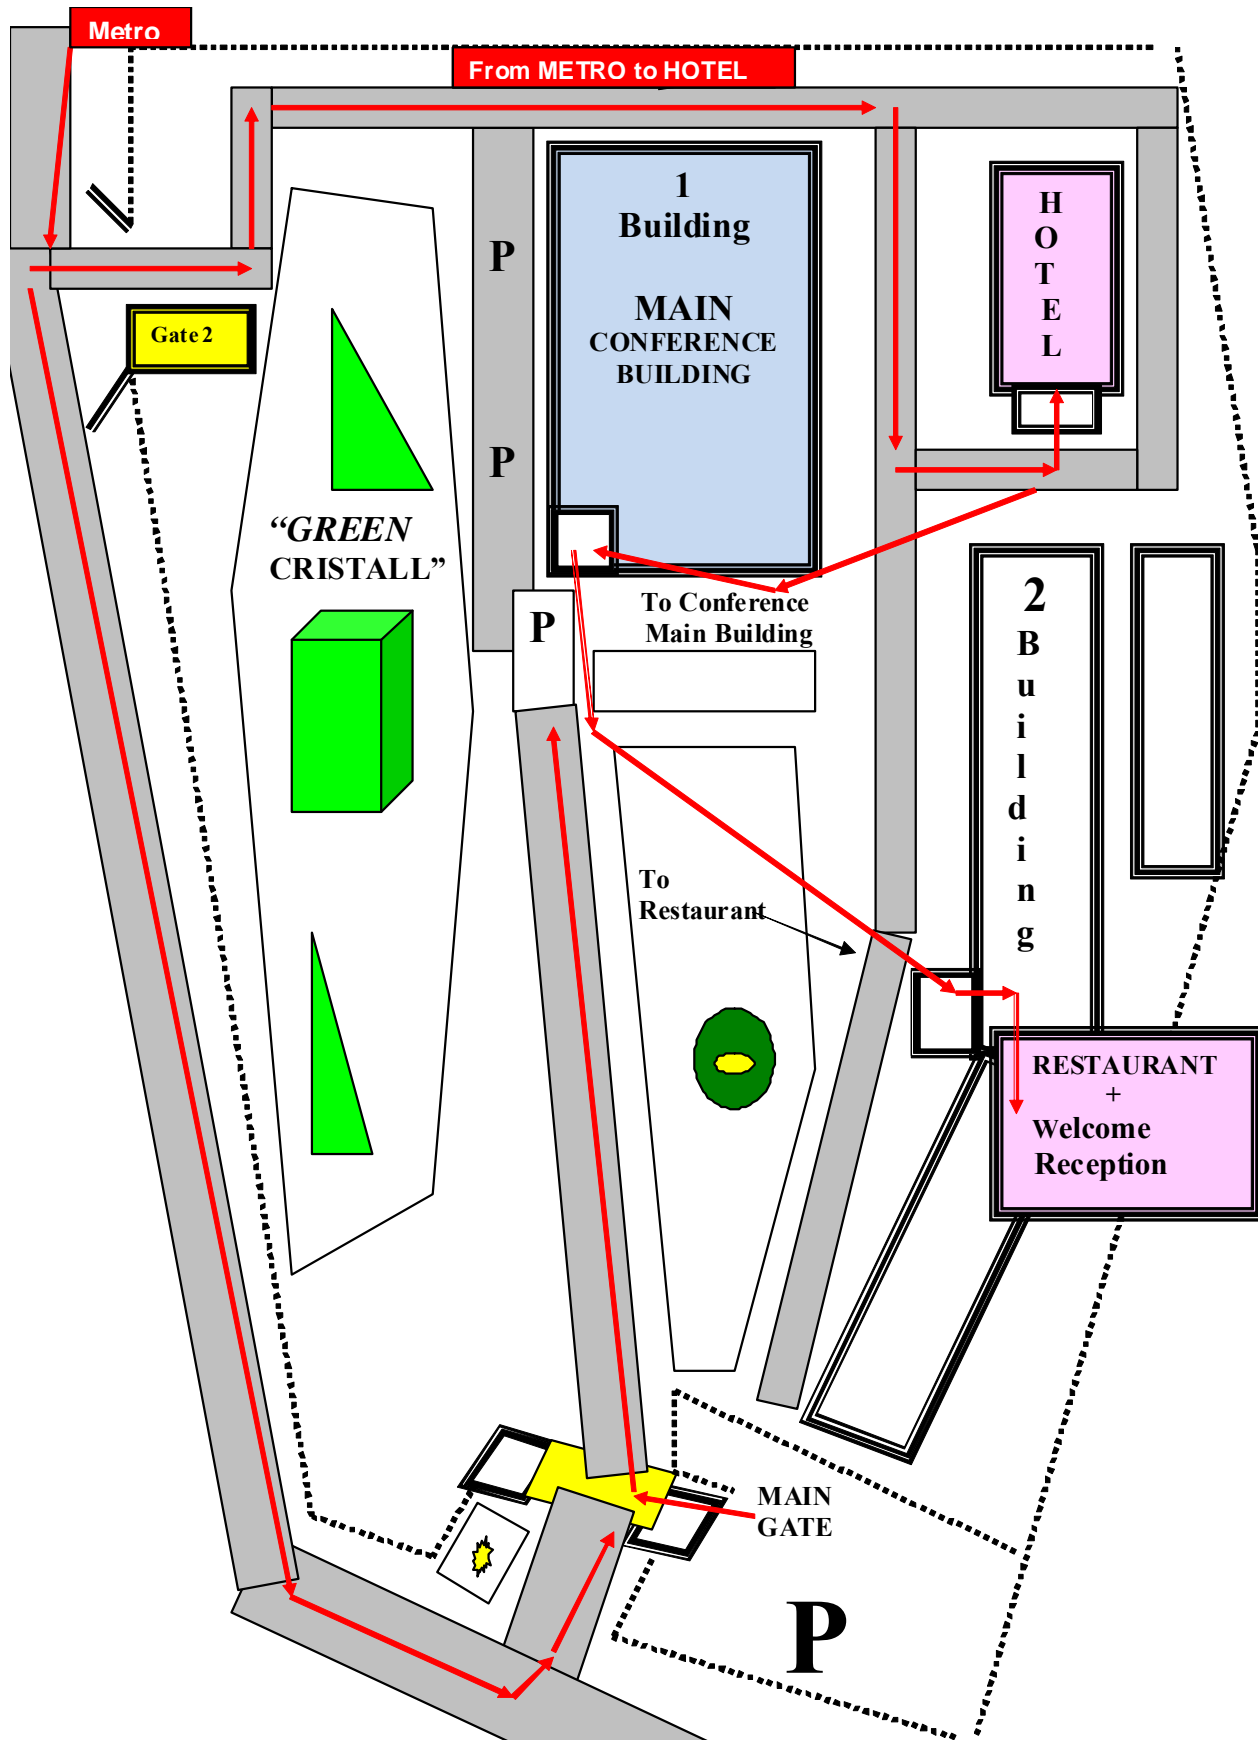 Metro
From METRO to HOTEL
1
Building
MAIN
CONFERENCE
BUILDING
H
O
T
E
L
P
Gate 2
P
“GREEN
CRISTALL”
To Conference
Main Building
P
2
B
u
i
l
d
i
n
g
To
Restaurant
RESTAURANT
+
Welcome
Reception
MAIN
GATE
P